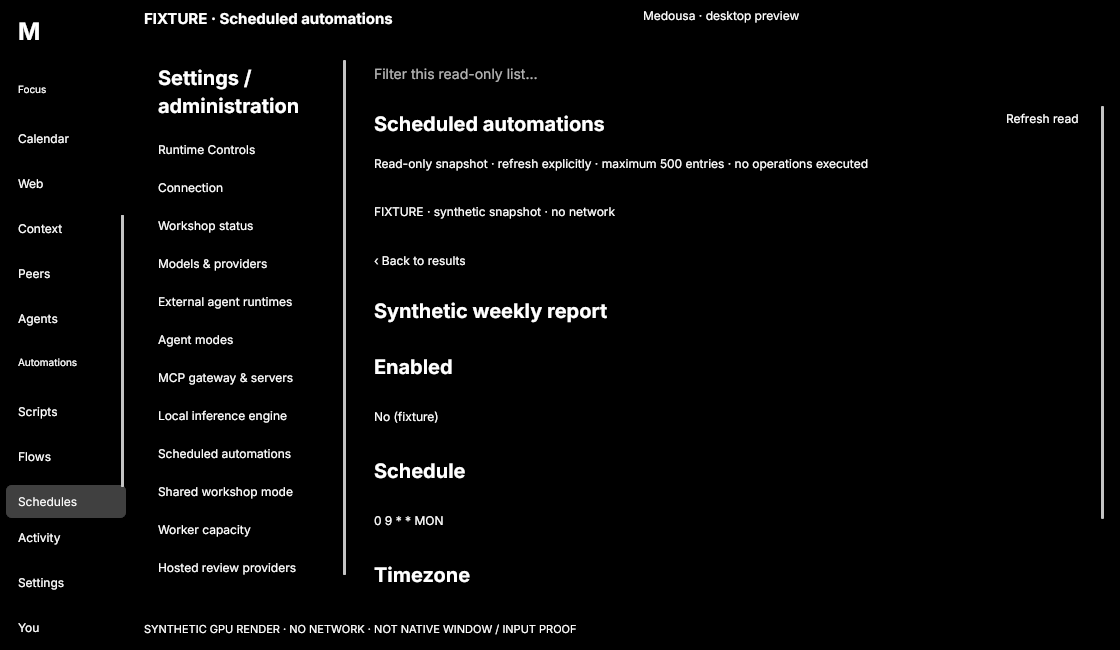 M
FIXTURE · Scheduled automations
Medousa · desktop preview
Focus
Calendar
Web
Context
Peers
Agents
Automations
Scripts
Flows
Schedules
Activity
Settings
You
Settings /
administration
Runtime Controls
Connection
Workshop status
Models & providers
External agent runtimes
Agent modes
MCP gateway & servers
Local inference engine
Scheduled automations
Shared workshop mode
Worker capacity
Hosted review providers
Filter this read-only list...
Scheduled automations
Refresh read
Read-only snapshot · refresh explicitly · maximum 500 entries · no operations executed
FIXTURE · synthetic snapshot · no network
‹ Back to results
Synthetic weekly report
Enabled
No (fixture)
Schedule
0 9 * * MON
Timezone
SYNTHETIC GPU RENDER · NO NETWORK · NOT NATIVE WINDOW / INPUT PROOF